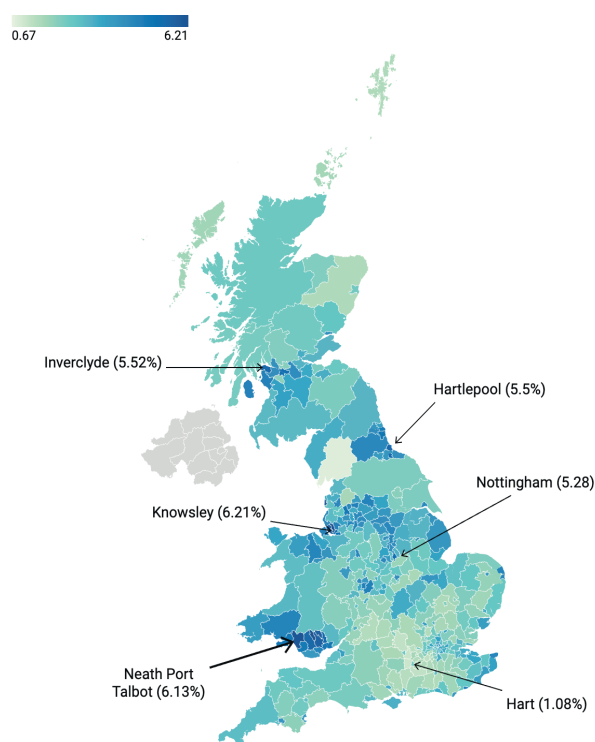 0.67 6.21
Inverclyde (5.52%)
Hartlepool (5.5%)
Nottingham (5.28)
Knowsley (6.21%)
Neath Port
Talbot (6.13%)
Hart (1.08%)